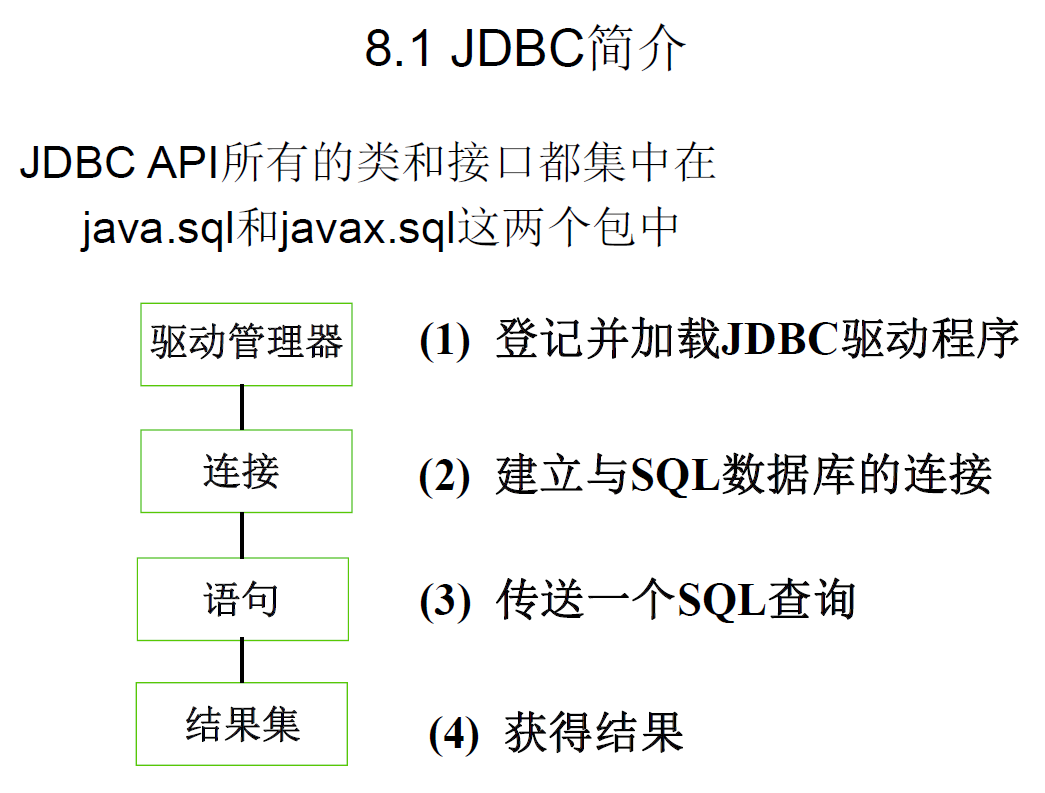 8.1 JDBC简介
JDBC API所有的类和接口都集中在
java.sql和javax.sql这两个包中
驱动管理器
(1) 登记并加载JDBC驱动程序
连接
(2) 建立与SQL数据库的连接
语句
(3) 传送一个SQL查询
结果集
(4) 获得结果